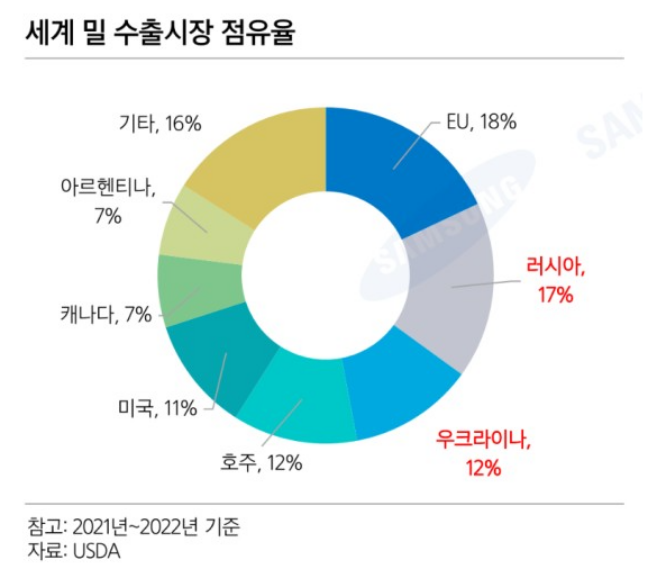 세계 밀 수출시장 점유율
기타, 16%
EU, 18%
아르헨티나,
7%
러시아,
17%
캐나다, 7%
미국, 11%
우크라이나,
12%
호주, 12%
SAMSUNG
SAM
참고: 2021년~2022년 기준
자료: USDA